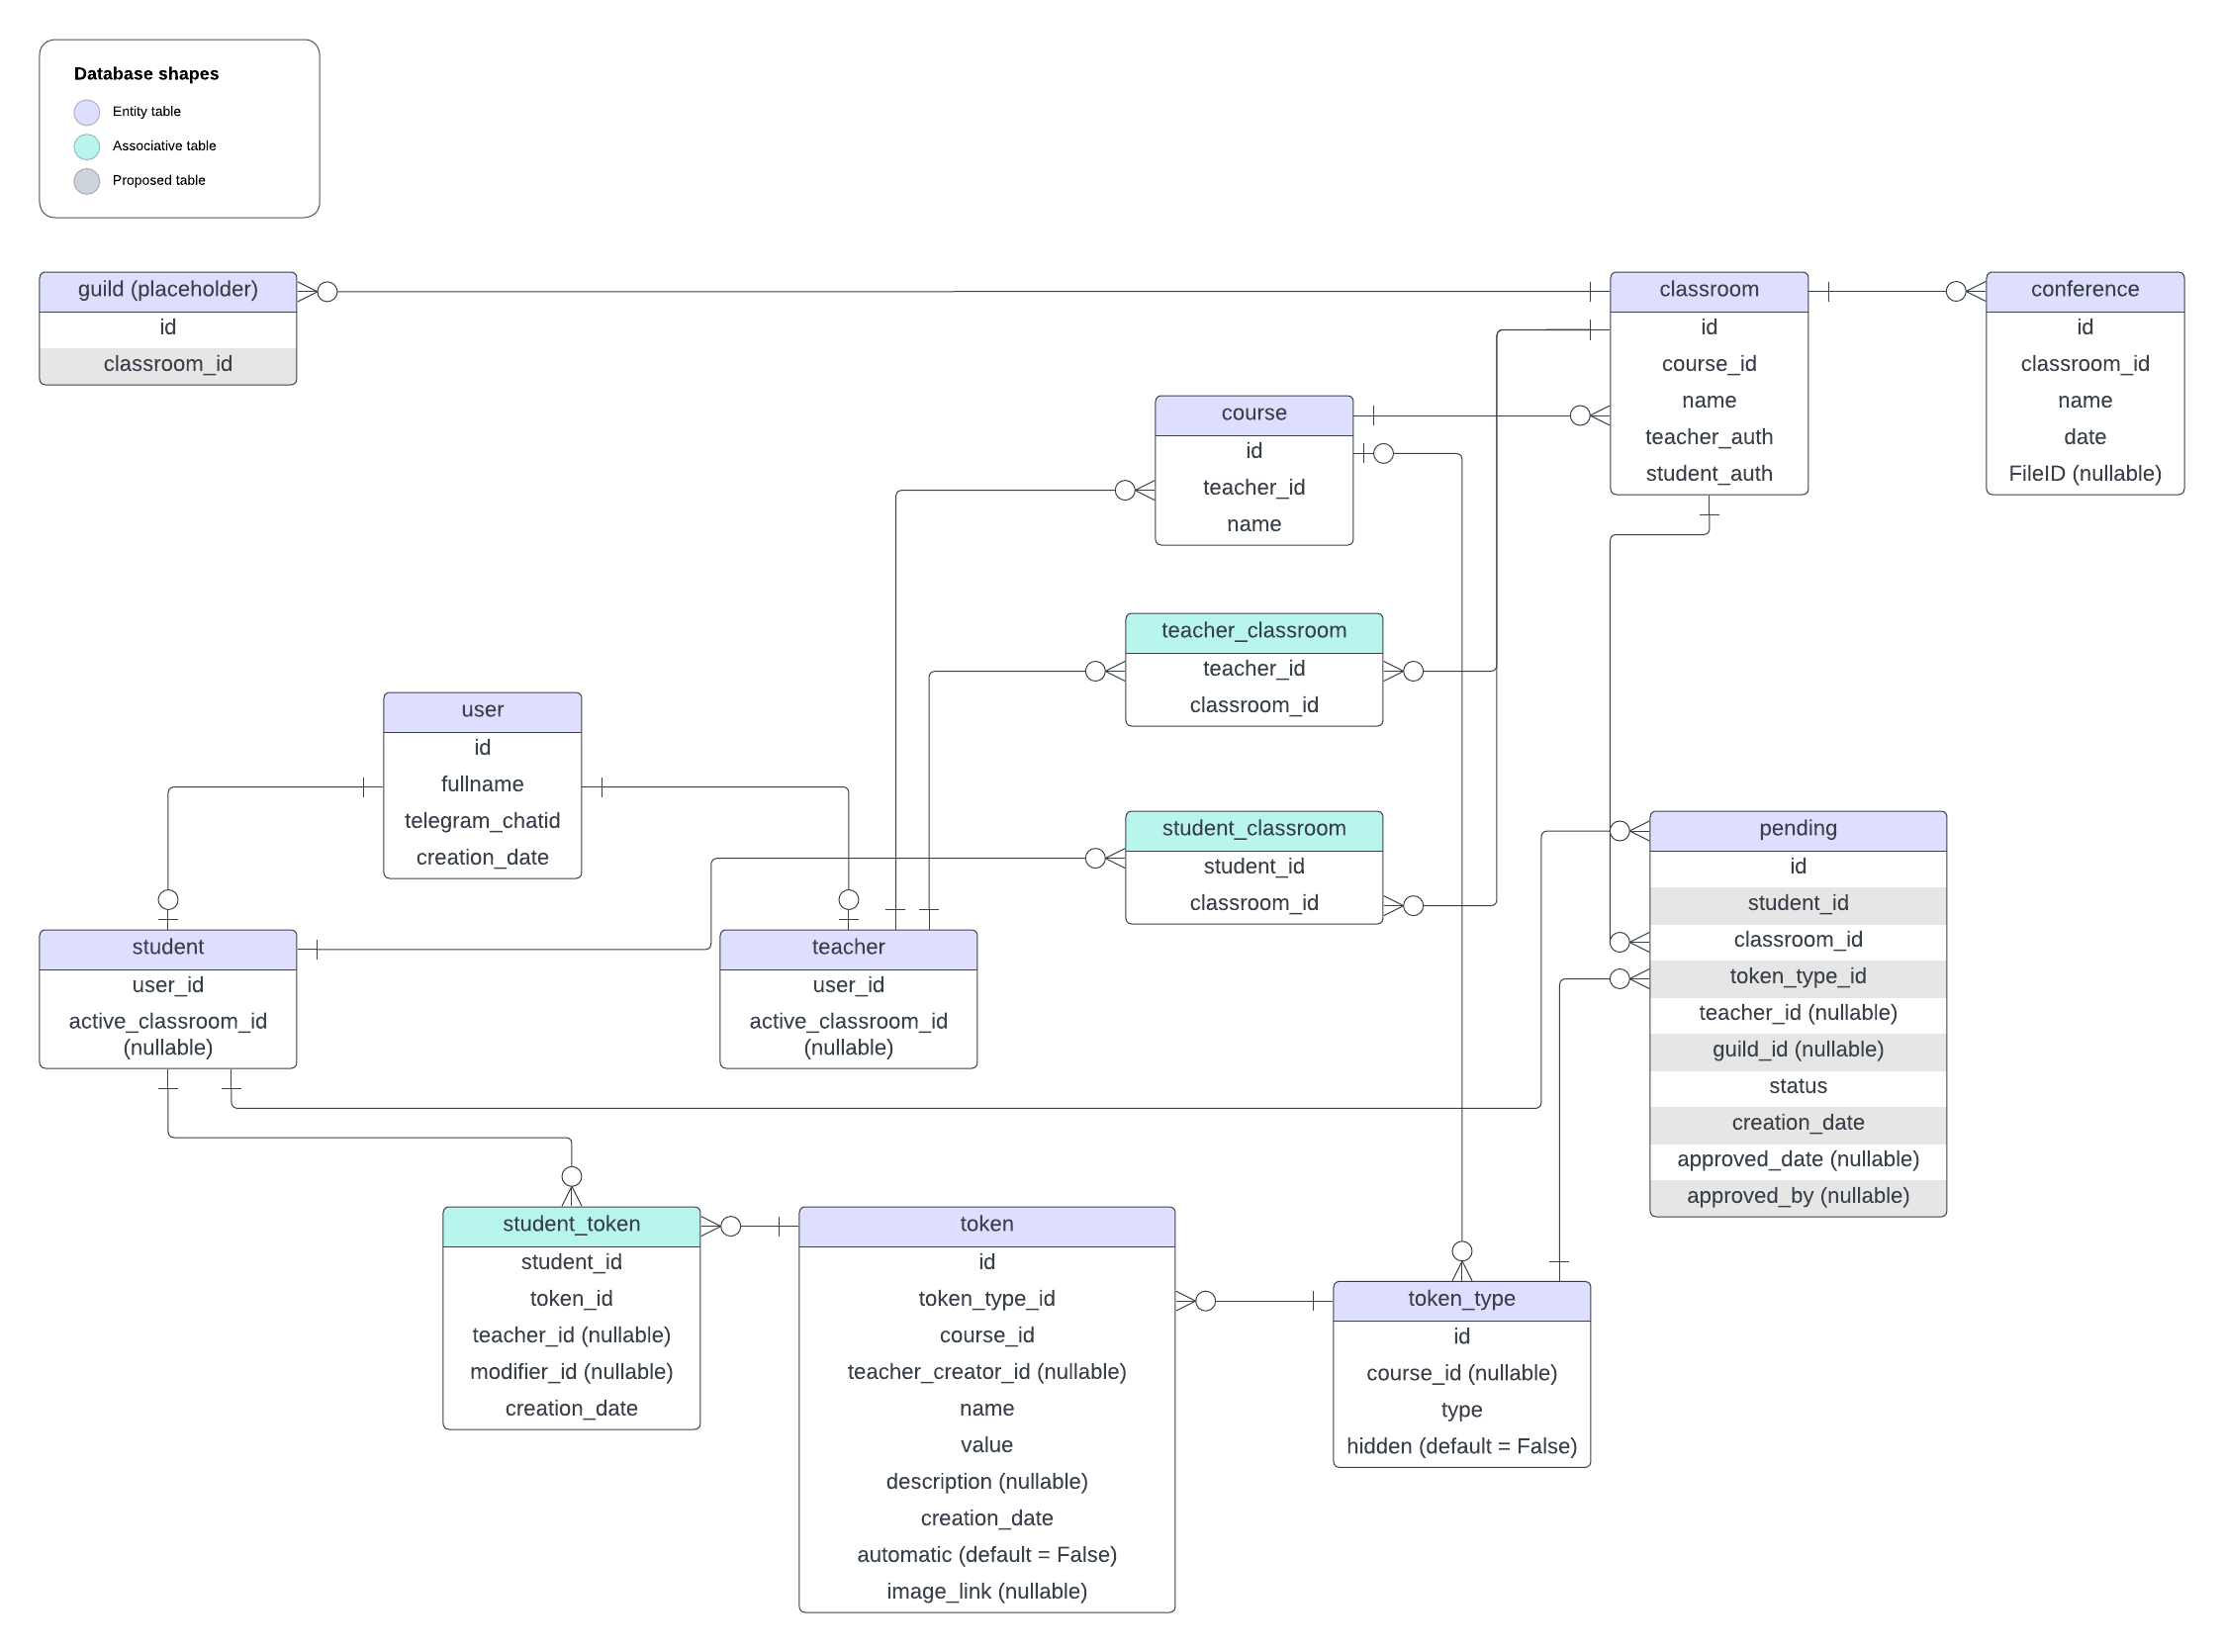 Database shapes
Entity table
Associative table
Proposed table
guild (placeholder)
id
classroom_id
classroom
id
course_id
name
teacher_auth
student_auth
conference
id
classroom_id
name
date
FileID (nullable)
course
id
teacher_id
name
teacher_classroom
teacher_id
classroom_id
user
id
fullname
telegram_chatid
creation_date
student_classroom
student_id
classroom_id
pending
id
student_id
classroom_id
token_type_id
teacher_id (nullable)
guild_id (nullable)
status
creation_date
approved_date (nullable)
approved_by (nullable)
student
user_id
active_classroom_id
(nullable)
teacher
user_id
active_classroom_id
(nullable)
student_token
student_id
token_id
teacher_id (nullable)
modifier_id (nullable)
creation_date
token
id
token_type_id
course_id
teacher_creator_id (nullable)
name
value
description (nullable)
creation_date
automatic (default = False)
image_link (nullable)
token_type
id
course_id (nullable)
type
hidden (default = False)